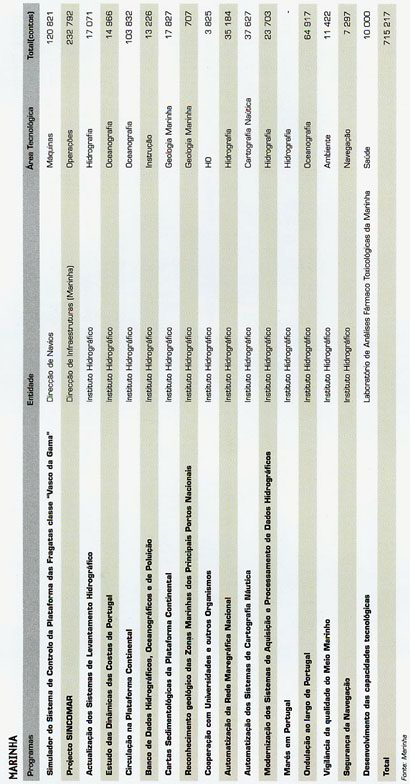 MARINHA
Programas Entidade Área Tecnológica Total(contos)
Simulador do Sistema de Controlo da Plataforma das Fragatas classe "Vasco da Gama" Direcção de Navios Máquinas 120 821
Projecto SINCOMAR Direcção de Infraestruturas (Marinha) Operações 232 792
Actualização dos Sistemas de Levantamento Hidrográfico Instituto Hidrográfico Hidrografia 17 071
Estudo das Dinâmicas das Costas de Portugal Instituto Hidrográfico Oceanografia 14 966
Circulação na Plataforma Continental Instituto Hidrográfico Oceanografia 103 832
Banco de Dados Hidrográficos, Oceanográficos e de Poluição Instituto Hidrográfico Instrução 13 226
Cartas Sedimentológicas da Plataforma Continental Instituto Hidrográfico Geologia Marinha 17 827
Reconhecimento geológico das Zonas Marinhas dos Principais Portos Nacionais Instituto Hidrográfico Geologia Marinha 707
Cooperação com Universidades e outros Organismos Instituto Hidrográfico HO 3 825
Automatização da Rede Maregráfica Nacional Instituto Hidrográfico Hidrografia 35 184
Automatização dos Sistemas de Cartografia Náutica Instituto Hidrográfico Cartografia Naútica 37 627
Modernização dos Sistemas de Aquisição e Processamento de Dados Hidrográficos Instituto Hidrográfico Hidrografia 23 703
Marés em Portugal Instituto Hidrográfico Hidrografia -
Ondulação ao largo de Portugal Instituto Hidrográfico Oceanografia 64 917
Vigilância da qualidade do Meio Marinho Instituto Hidrográfico Ambiente 11 422
Segurança da Navegação Instituto Hidrográfico Navegação 7 297
Desenvolvimento das capacidades tecnológicas Laboratório de Análises Fármaco Toxicológicas da Marinha Saúde 10 000
Total 715 217
Fonte: Marinha